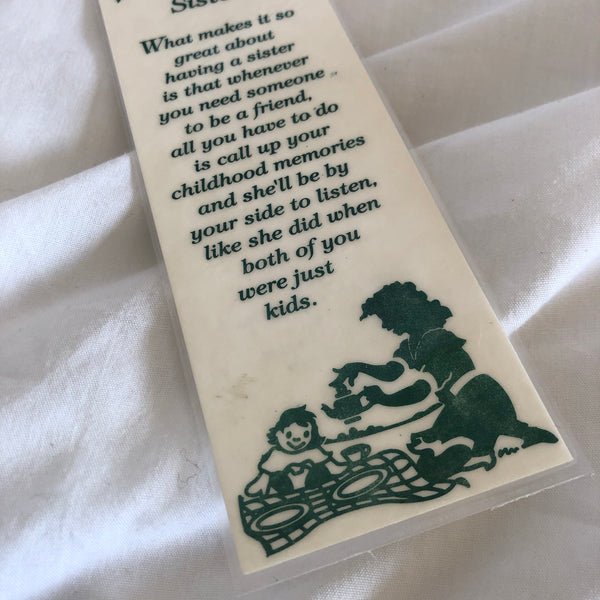 Sister
What makes it so
great about
having a sister
is that whenever
you need someone
to be a friend,
all you have to do
is call up your
childhood memories
and she'll be by
your side to listen,
like she did when
both of you
were just
kids.